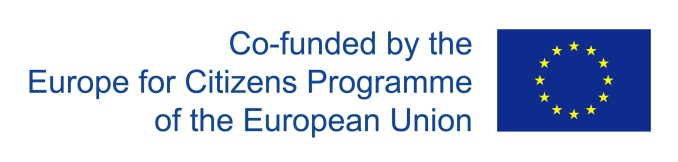 Co-funded by the
Europe for Citizens Programme
of the European Union